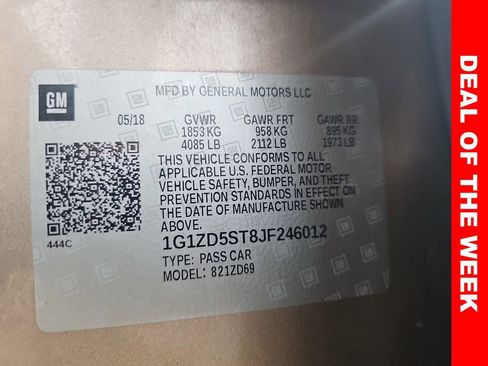 GM
MFD BY GENERAL MOTORS LLC
05/18 GVWR GAWR FRT GAWR RR
1853 KG 958 KG 895 KG
4085 LB 2112 LB 1973 LB
THIS VEHICLE CONFORMS TO ALL
APPLICABLE U.S. FEDERAL MOTOR
VEHICLE SAFETY, BUMPER, AND THEFT
PREVENTION STANDARDS IN EFFECT ON
THE DATE OF MANUFACTURE SHOWN
ABOVE.
444C
1G1ZD5ST8JF246012
TYPE: PASS CAR
MODEL: 821ZD69
DEAL OF THE WEEK